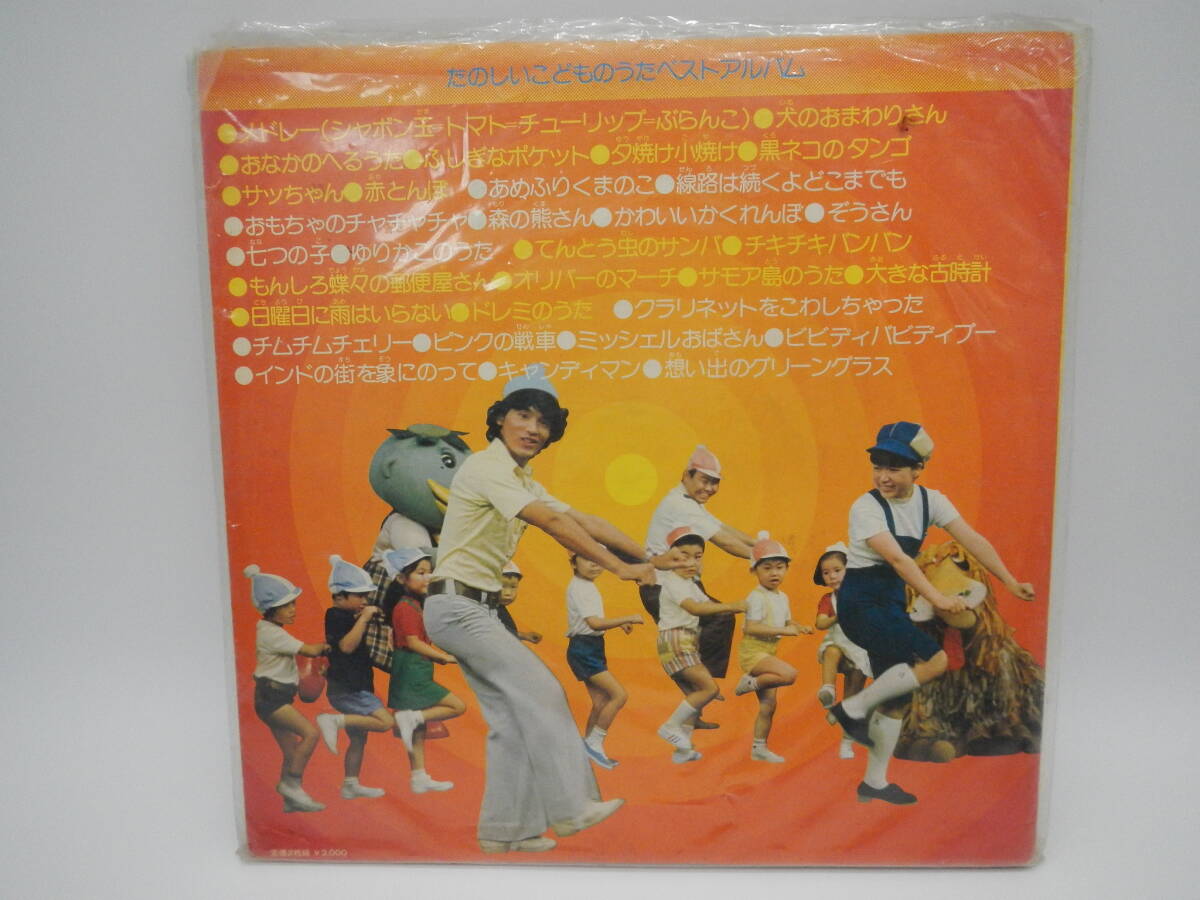 たのしいこどものうたベストアルバム
●メドレー(シャボン玉=トマト=チューリップ=ぶらんこ)●犬のおまわりさん
●おなかのへるうた●ふしぎなポケット●夕焼け小焼け●黒ネコのタンゴ
●サッちゃん●赤とんぼ ●あめふりくまのこ●線路は続くよどこまでも
●おもちゃのチャチャチャ●森の熊さん●かわいいかくれんぼ●ぞうさん
●七つの子●ゆりかごのうた ●てんとう虫のサンバ●チキチキバンバン
●もんしろ蝶々の郵便屋さん●オリバーのマーチ●サモア島のうた●大きな古時計
●日曜日に雨はいらない●ドレミのうた ●クラリネットをこわしちゃった
●チムチムチェリー●ピンクの戦車●ミッシェルおばさん●ビビディバビディブー
●インドの街を象にのって●キャンディマン●想い出のグリーングラス
定価2枚組 ¥2,000